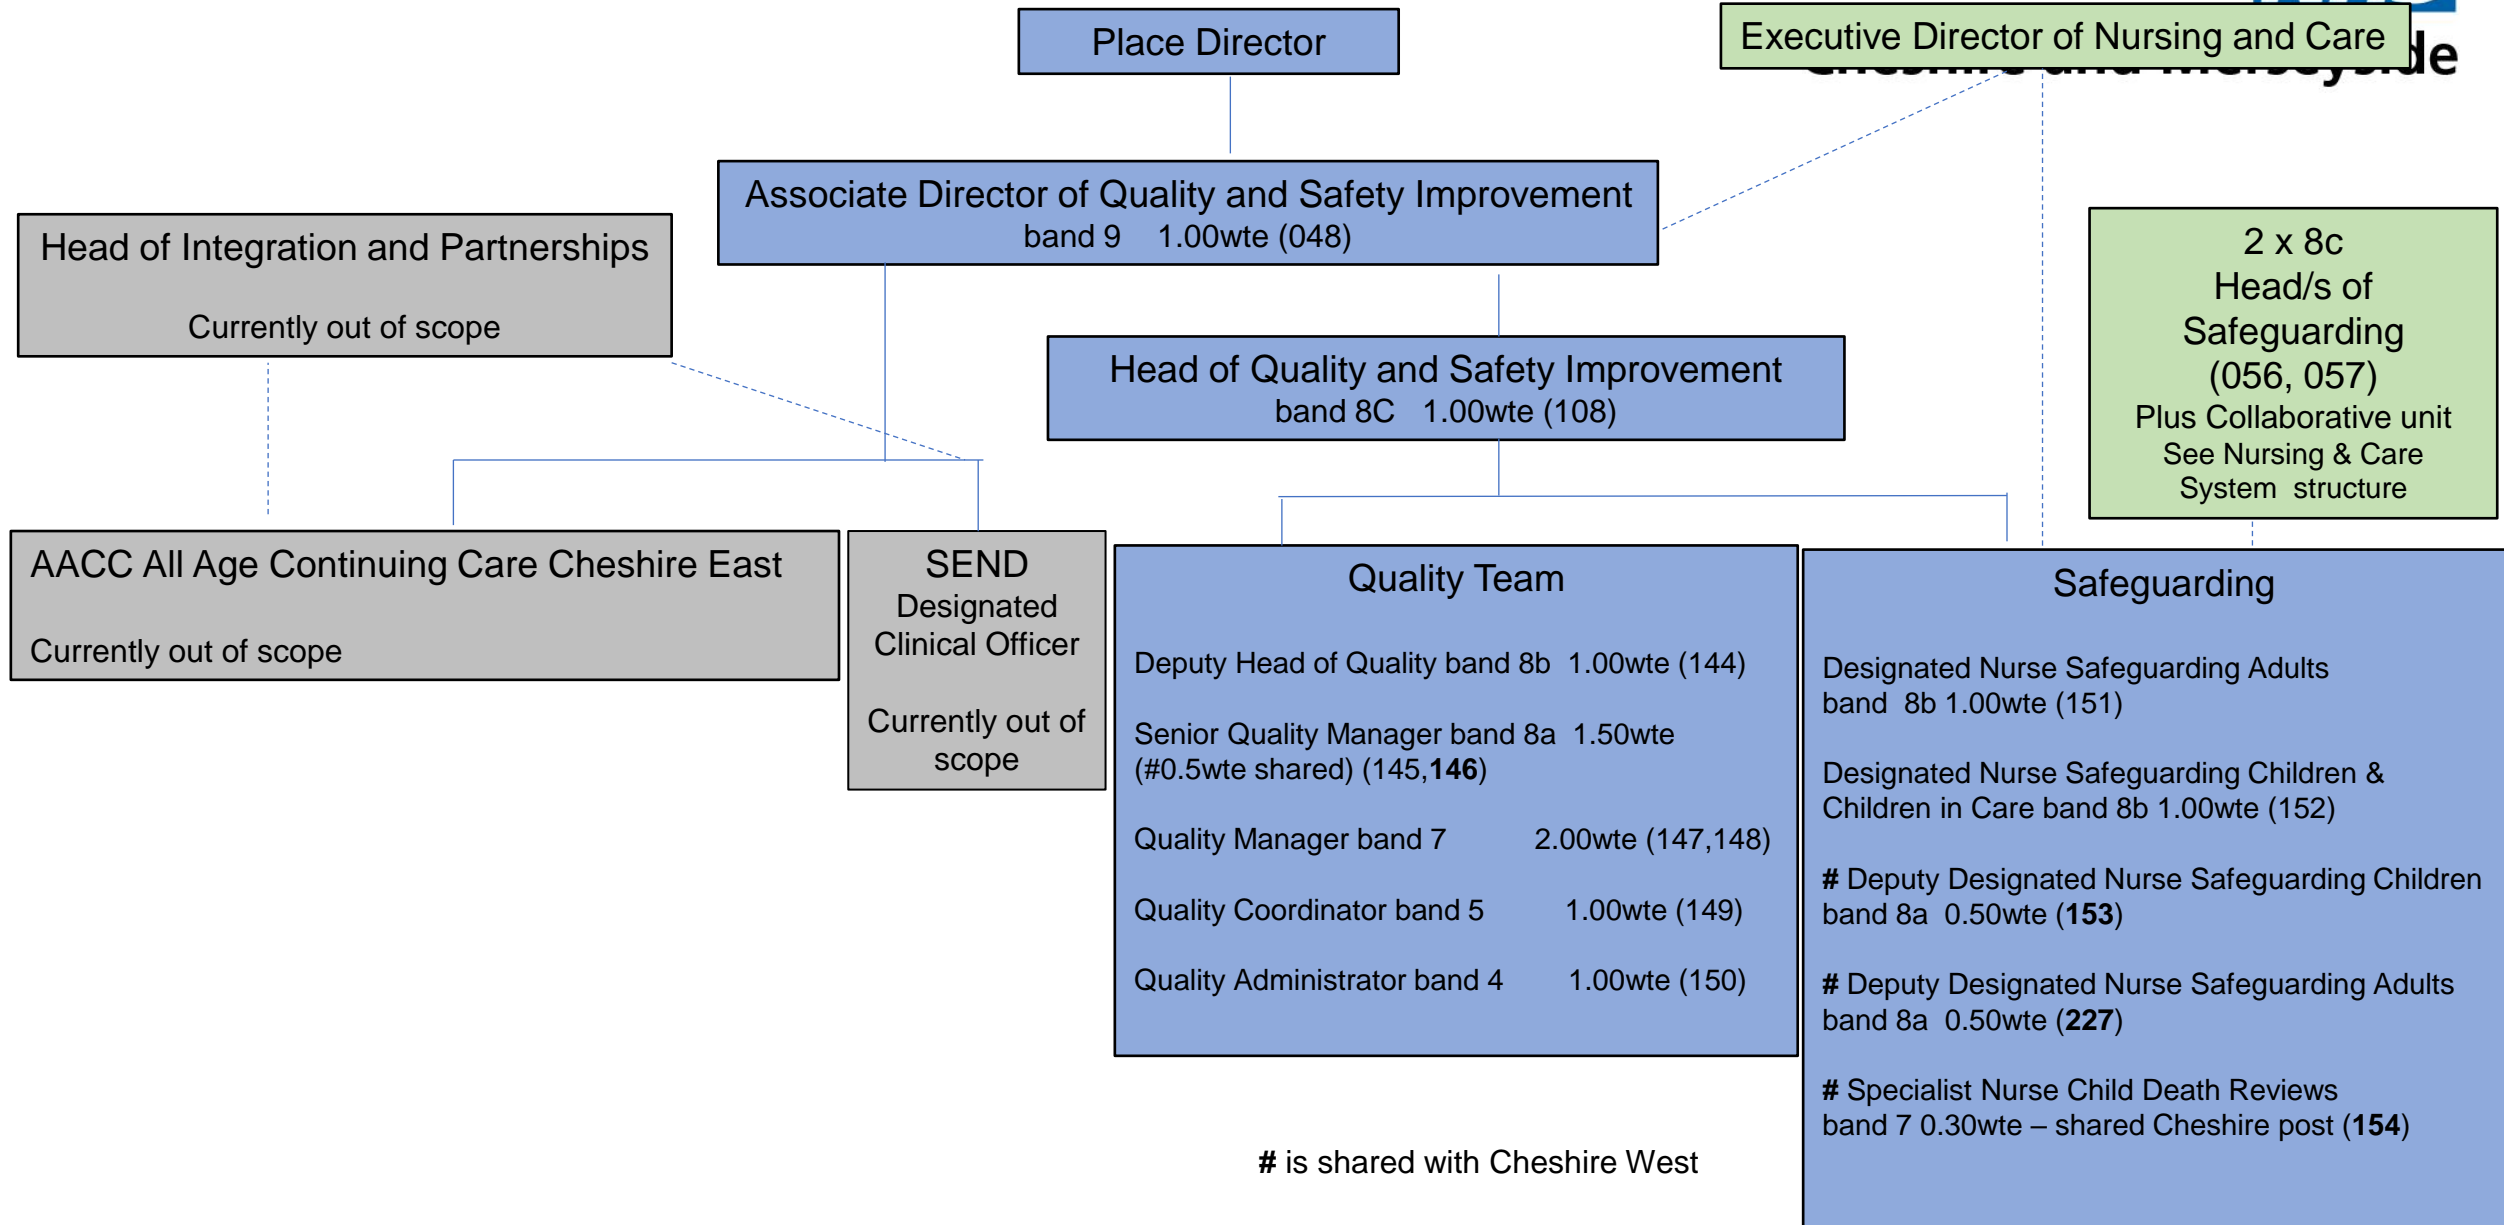 Place Director
Executive Director of Nursing and Care
Cheshire and Merseyside
Associate Director of Quality and Safety Improvement
band 9 1.00wte (048)
Head of Integration and Partnerships
Currently out of scope
2 x 8c
Head/s of
Safeguarding
(056, 057)
Plus Collaborative unit
See Nursing & Care
System structure
Head of Quality and Safety Improvement
band 8C 1.00wte (108)
AACC All Age Continuing Care Cheshire East
Currently out of scope
SEND
Designated
Clinical Officer
Currently out of
scope
Quality Team
Deputy Head of Quality band 8b 1.00wte (144)
Senior Quality Manager band 8a 1.50wte
(#0.5wte shared) (145,146)
Quality Manager band 7 2.00wte (147,148)
Quality Coordinator band 5 1.00wte (149)
Quality Administrator band 4 1.00wte (150)
Safeguarding
Designated Nurse Safeguarding Adults
band 8b 1.00wte (151)
Designated Nurse Safeguarding Children &
Children in Care band 8b 1.00wte (152)
# Deputy Designated Nurse Safeguarding Children
band 8a 0.50wte (153)
# Deputy Designated Nurse Safeguarding Adults
band 8a 0.50wte (227)
# Specialist Nurse Child Death Reviews
band 7 0.30wte – shared Cheshire post (154)
# is shared with Cheshire West